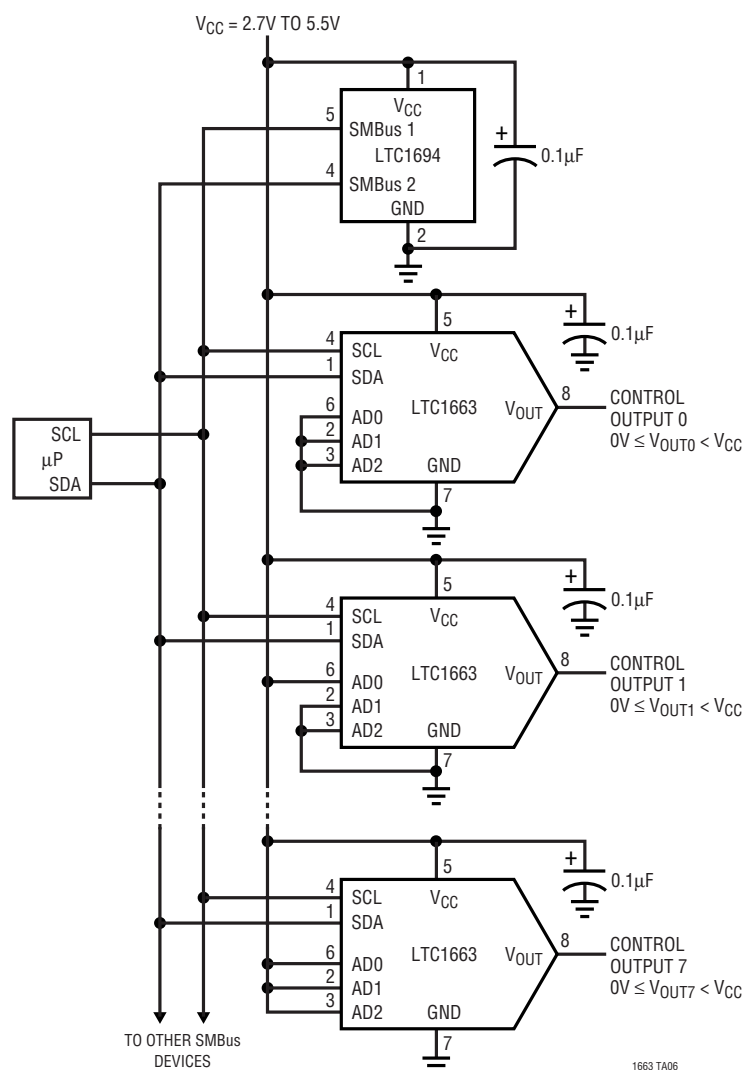 VCC = 2.7V TO 5.5V
1
VCC
5
SMBus 1
LTC1694
4
SMBus 2
GND
2
+
0.1µF
5
+
0.1µF
4
SCL
VCC
1
SDA
6
AD0
LTC1663
VOUT
8
CONTROL
OUTPUT 0
0V ≤ VOUT0 < VCC
2
AD1
3
AD2
GND
7
SCL
µP
SDA
5
+
0.1µF
4
SCL
VCC
1
SDA
6
AD0
LTC1663
VOUT
8
CONTROL
OUTPUT 1
0V ≤ VOUT1 < VCC
2
AD1
3
AD2
GND
7
5
+
0.1µF
4
SCL
VCC
1
SDA
6
AD0
LTC1663
VOUT
8
CONTROL
OUTPUT 7
0V ≤ VOUT7 < VCC
2
AD1
3
AD2
GND
7
TO OTHER SMBus
DEVICES
1663 TA06